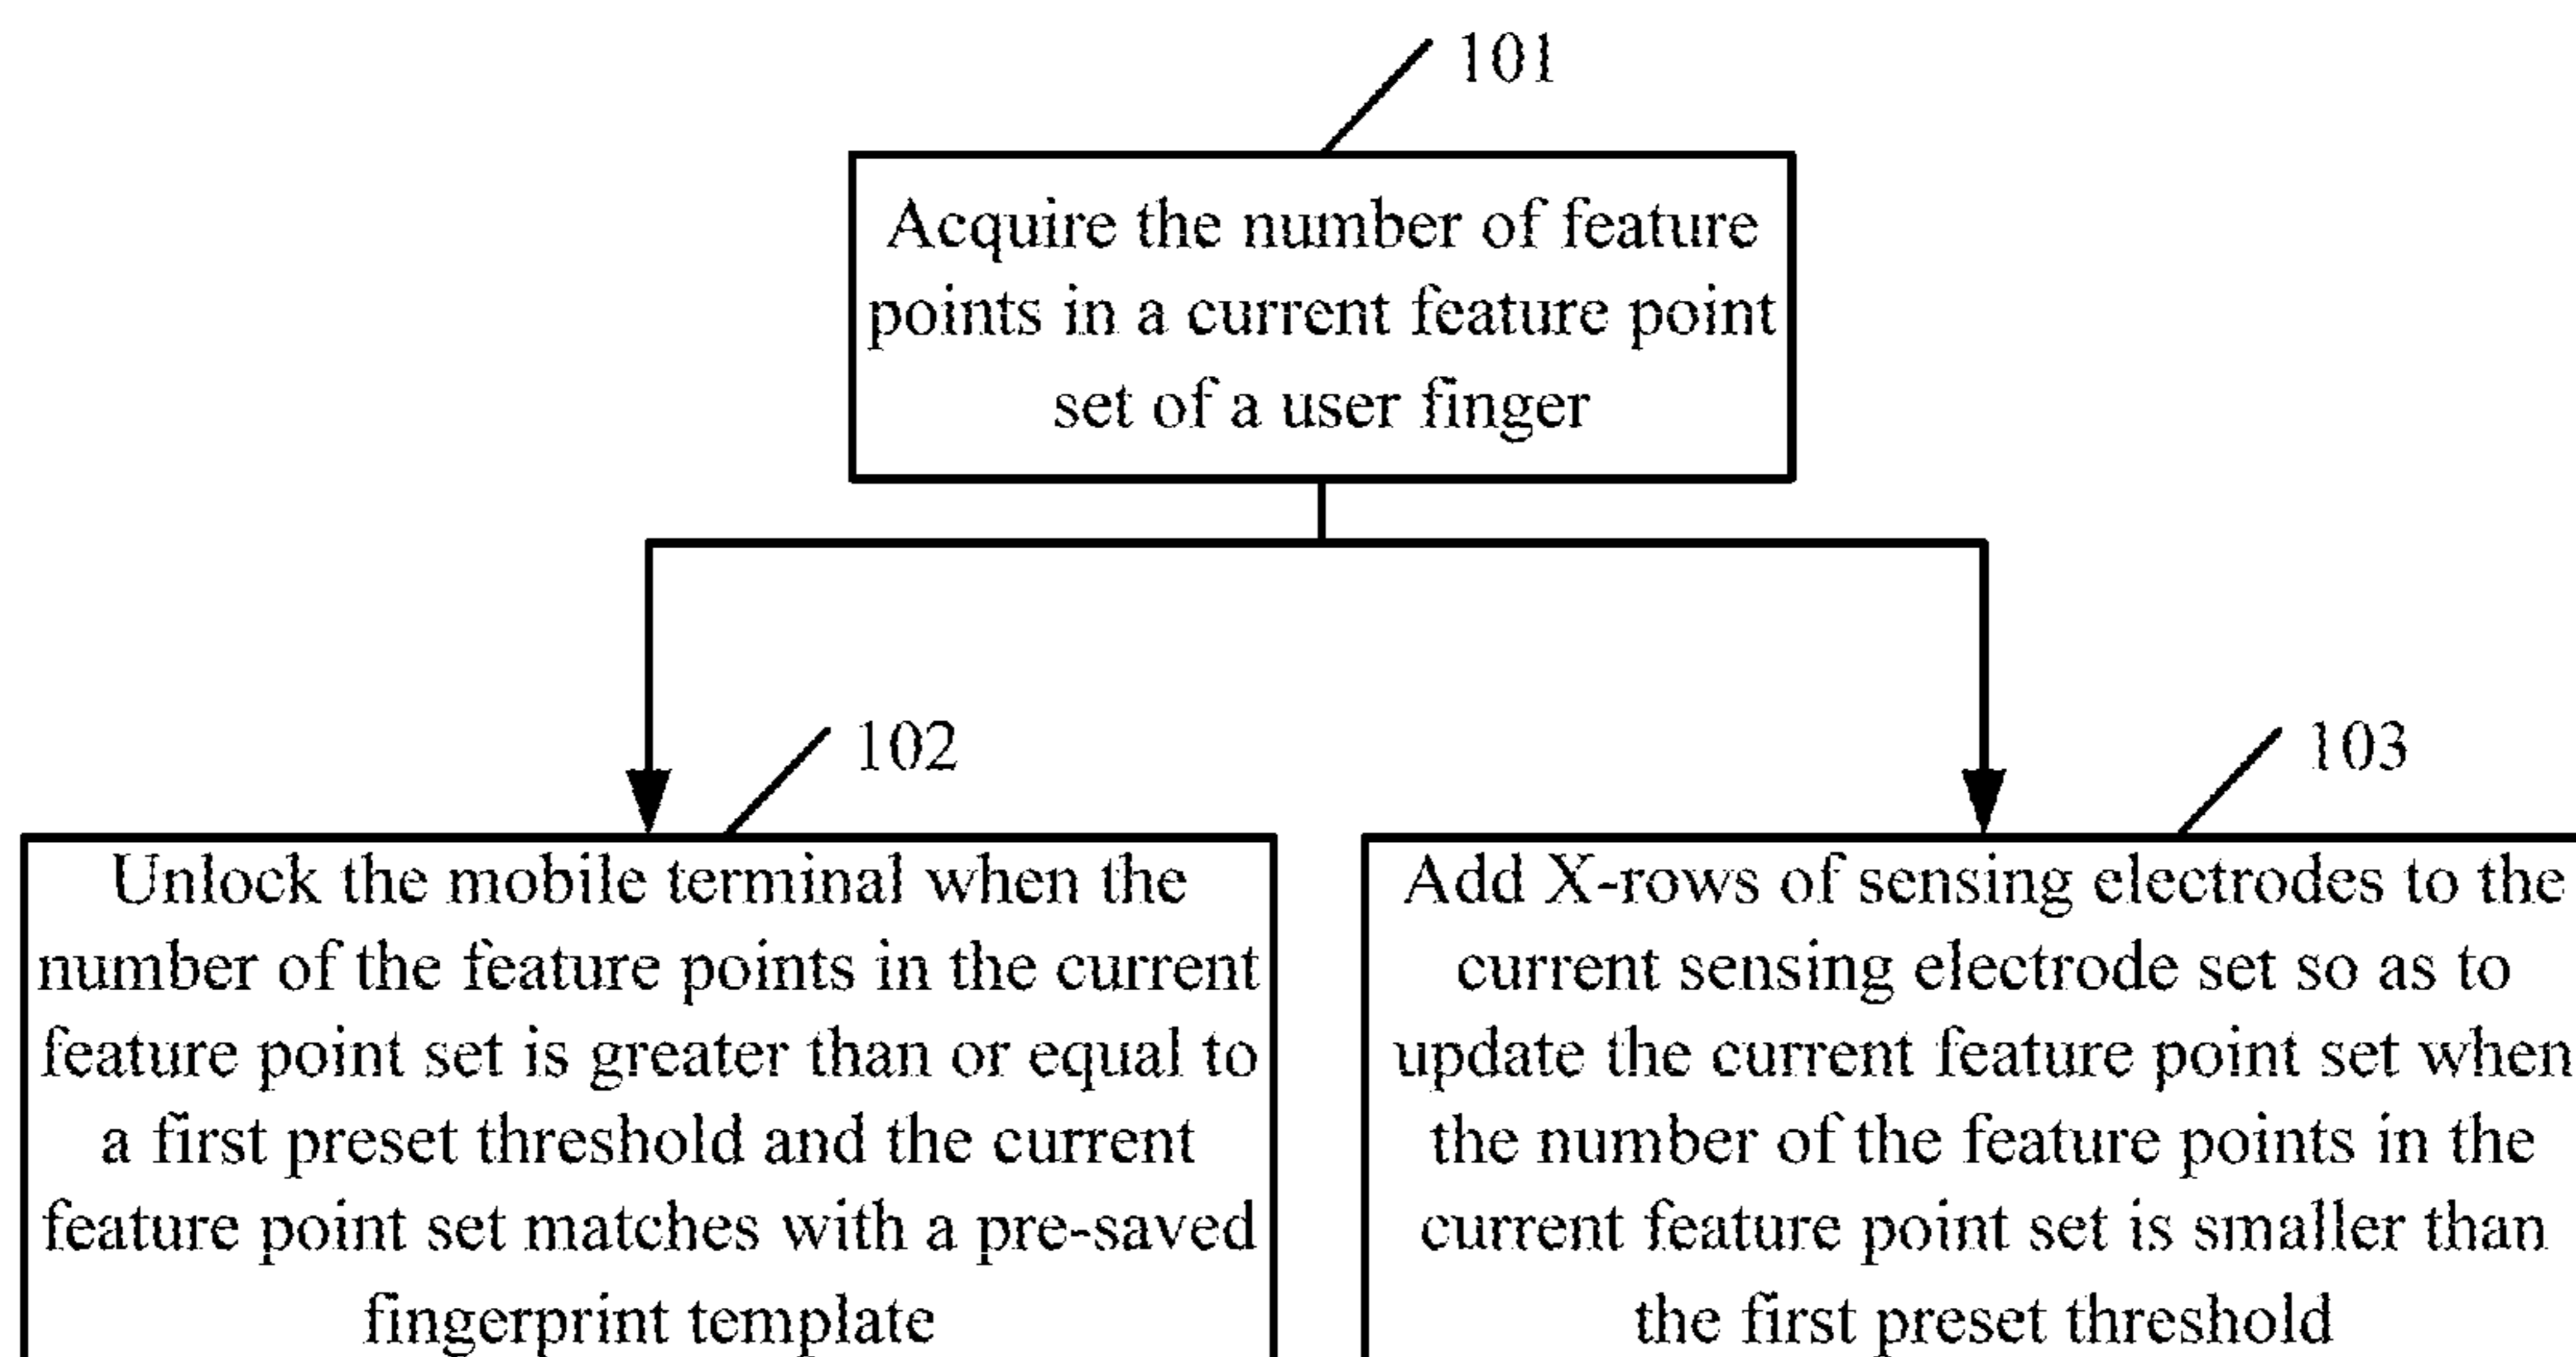 101
Acquire the number of feature
points in a current feature point
set of a user finger
102
Unlock the mobile terminal when the
number of the feature points in the current
feature point set is greater than or equal to
a first preset threshold and the current
feature point set matches with a pre-saved
fingerprint template
103
Add X-rows of sensing electrodes to the
current sensing electrode set so as to
update the current feature point set when
the number of the feature points in the
current feature point set is smaller than
the first preset threshold